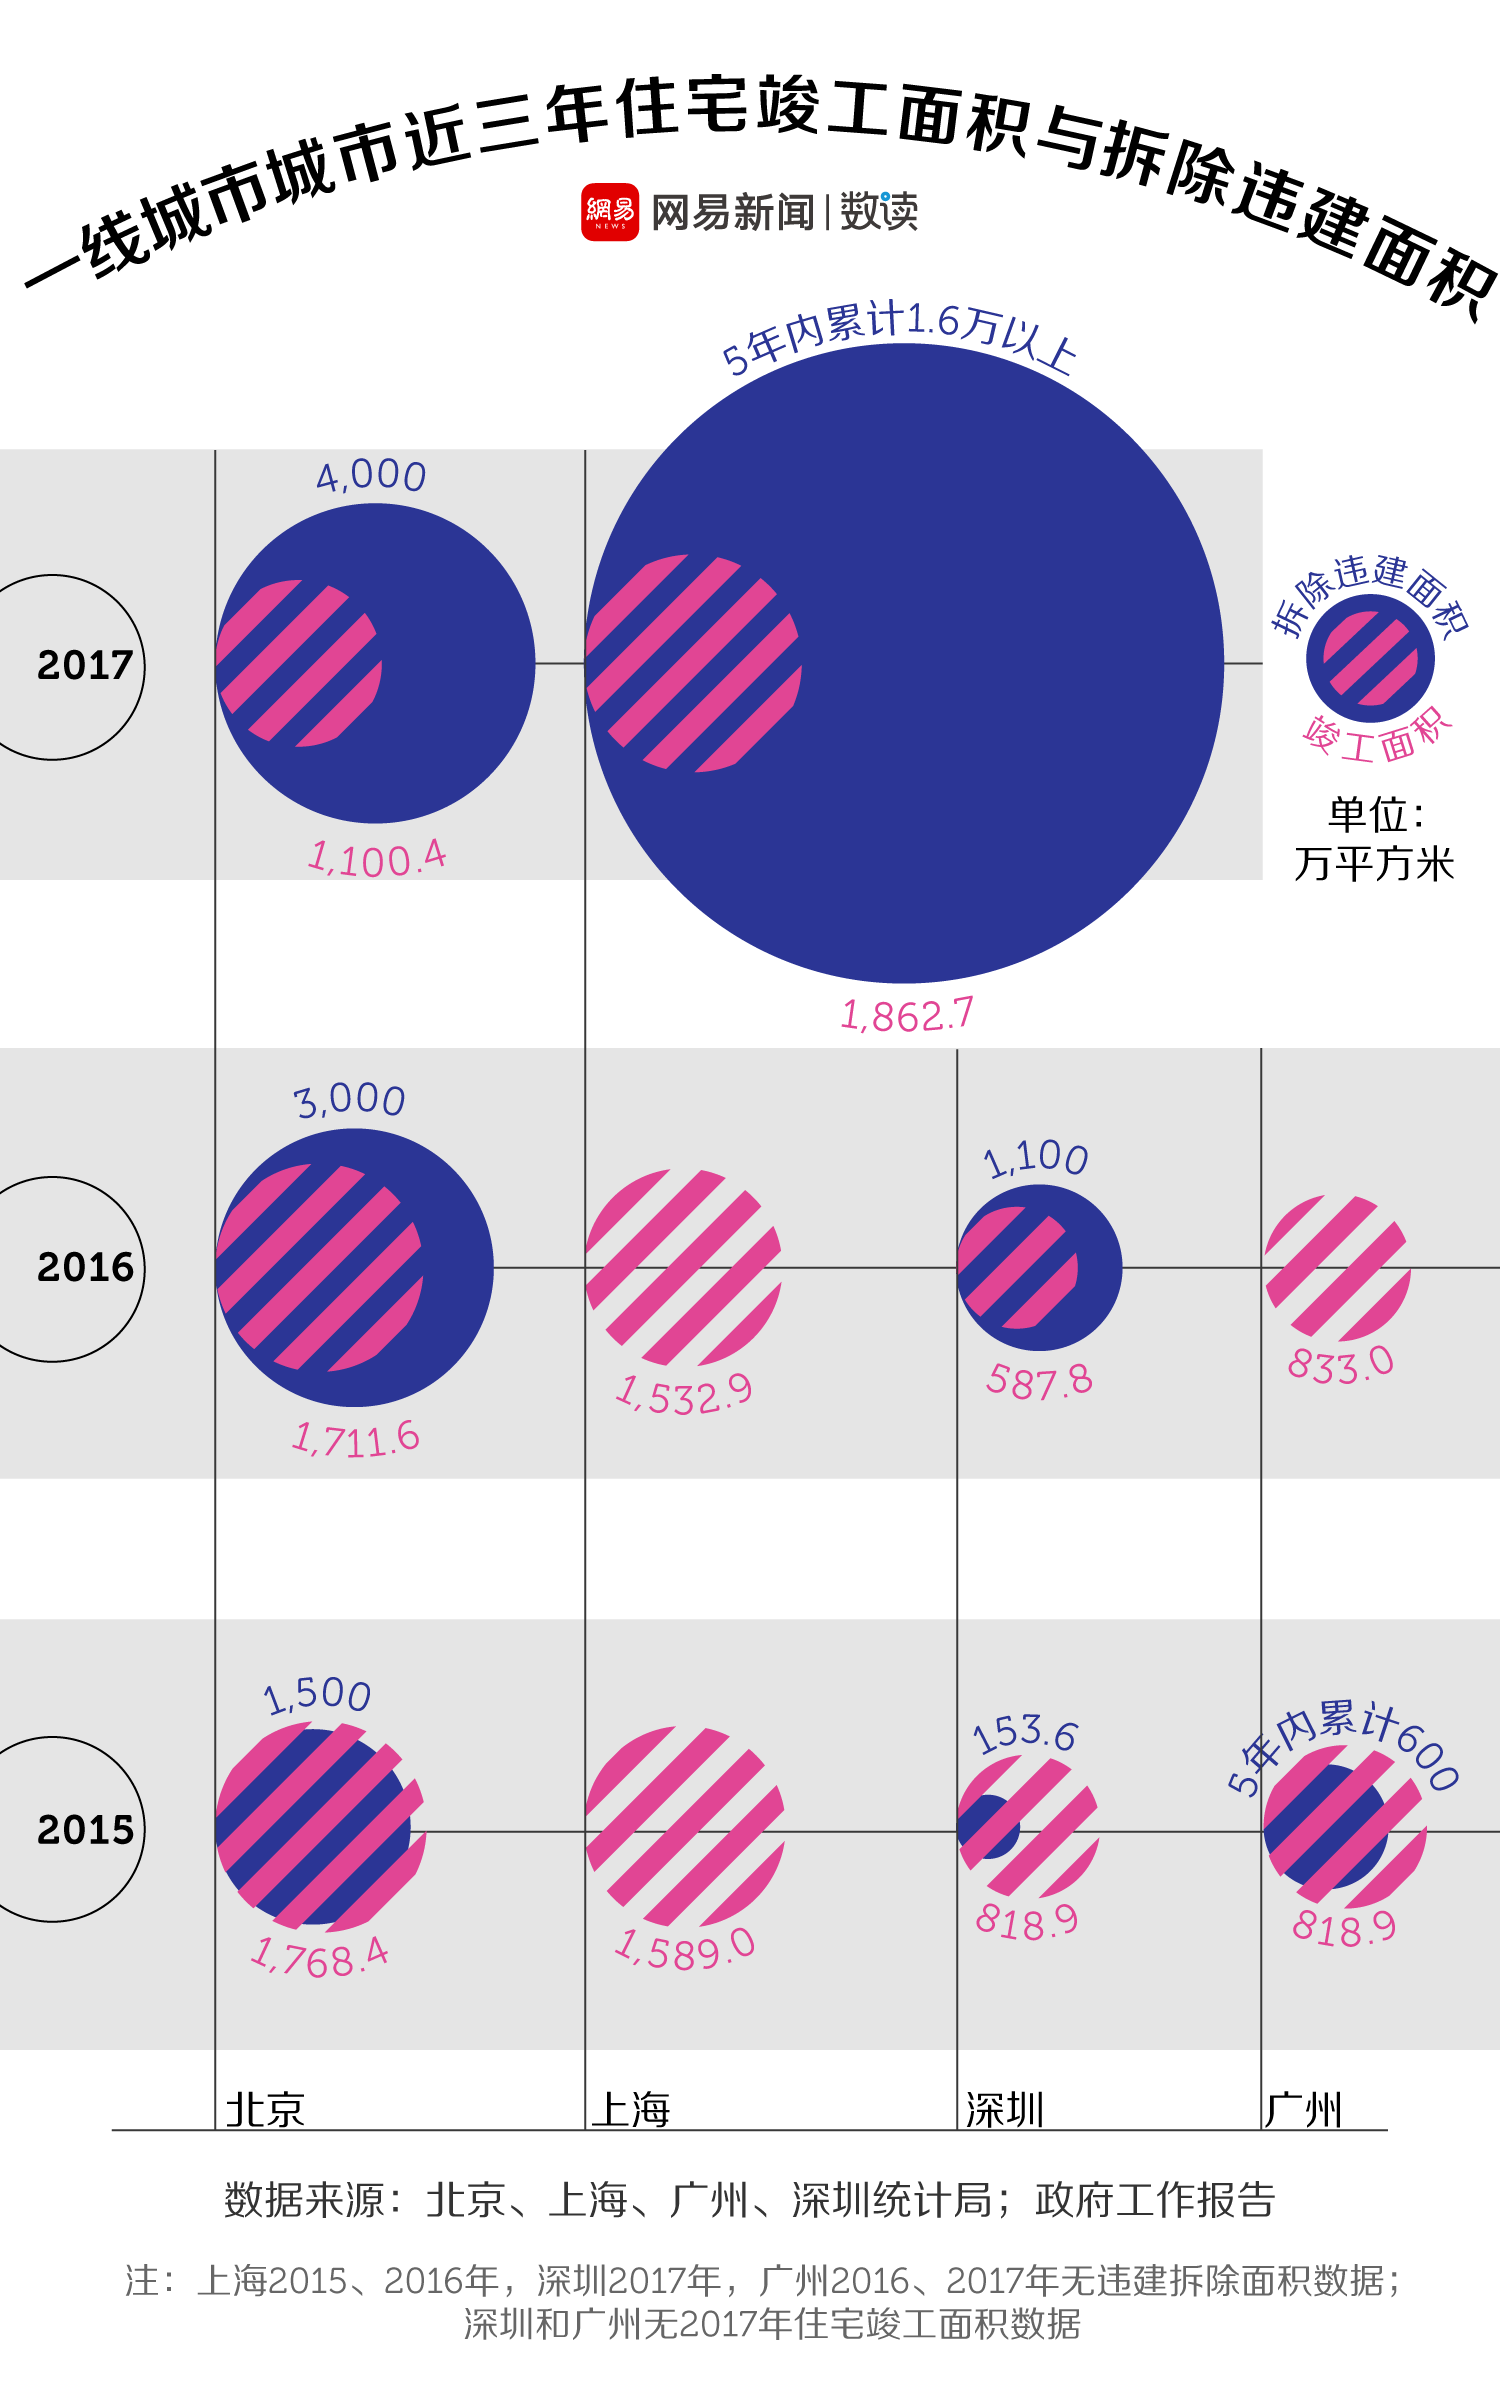 一线城市城市近三年住宅竣工面积与拆除违建面积
網易
NEWS
网易新闻|数读
5年内累计1.6万以上
4,000
2017
1,100.4
1,862.7
拆除违建面积
竣工面积
单位：
万平方米
3,000
1,100
2016
1,711.6
1,532.9
587.8
833.0
1,500
153.6
5年内累计600
2015
1,768.4
1,589.0
818.9
818.9
北京
上海
深圳
广州
数据来源：北京、上海、广州、深圳统计局；政府工作报告
注：上海2015、2016年，深圳2017年，广州2016、2017年无违建拆除面积数据；
深圳和广州无2017年住宅竣工面积数据